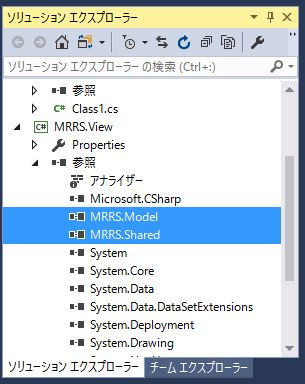 ソリューション エクスプローラー
ソリューション エクスプローラー の検索 (Ctrl+:)
参照
C# Class1.cs
C# MRRS.View
Properties
参照
アナライザー
Microsoft.CSharp
MRRS.Model
MRRS.Shared
System
System.Core
System.Data
System.Data.DataSetExtensions
System.Deployment
System.Drawing
ソリューション エクスプローラー チーム エクスプローラー